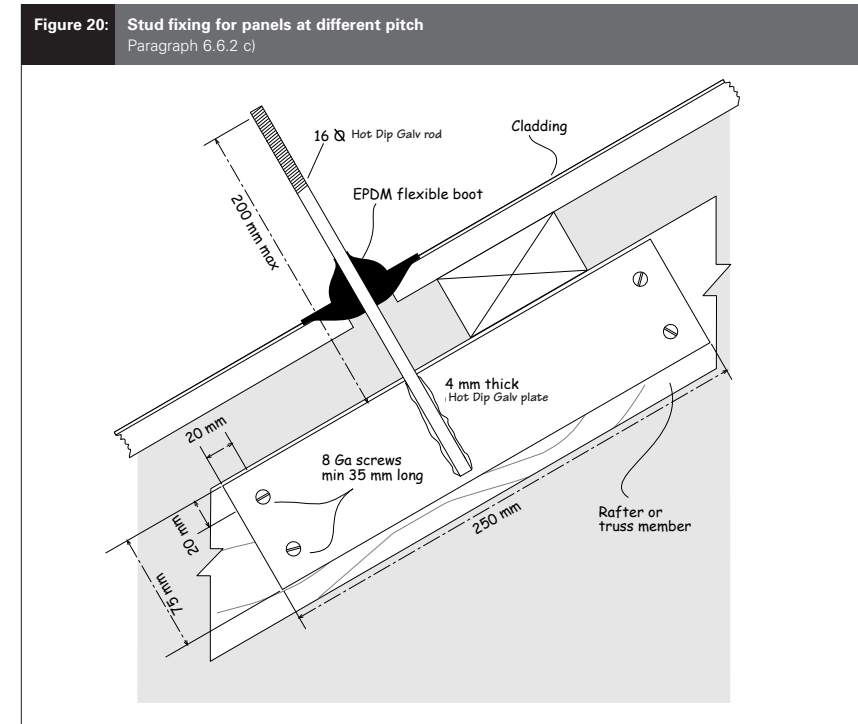 Figure 20: Stud fixing for panels at different pitch
Paragraph 6.6.2 c)
16 Ø Hot Dip Galv rod
Cladding
EPDM flexible boot
200 mm max
4 mm thick
Hot Dip Galv plate
20 mm
8 Ga screws
min 35 mm long
20 mm
75 mm
250 mm
Rafter or
truss member